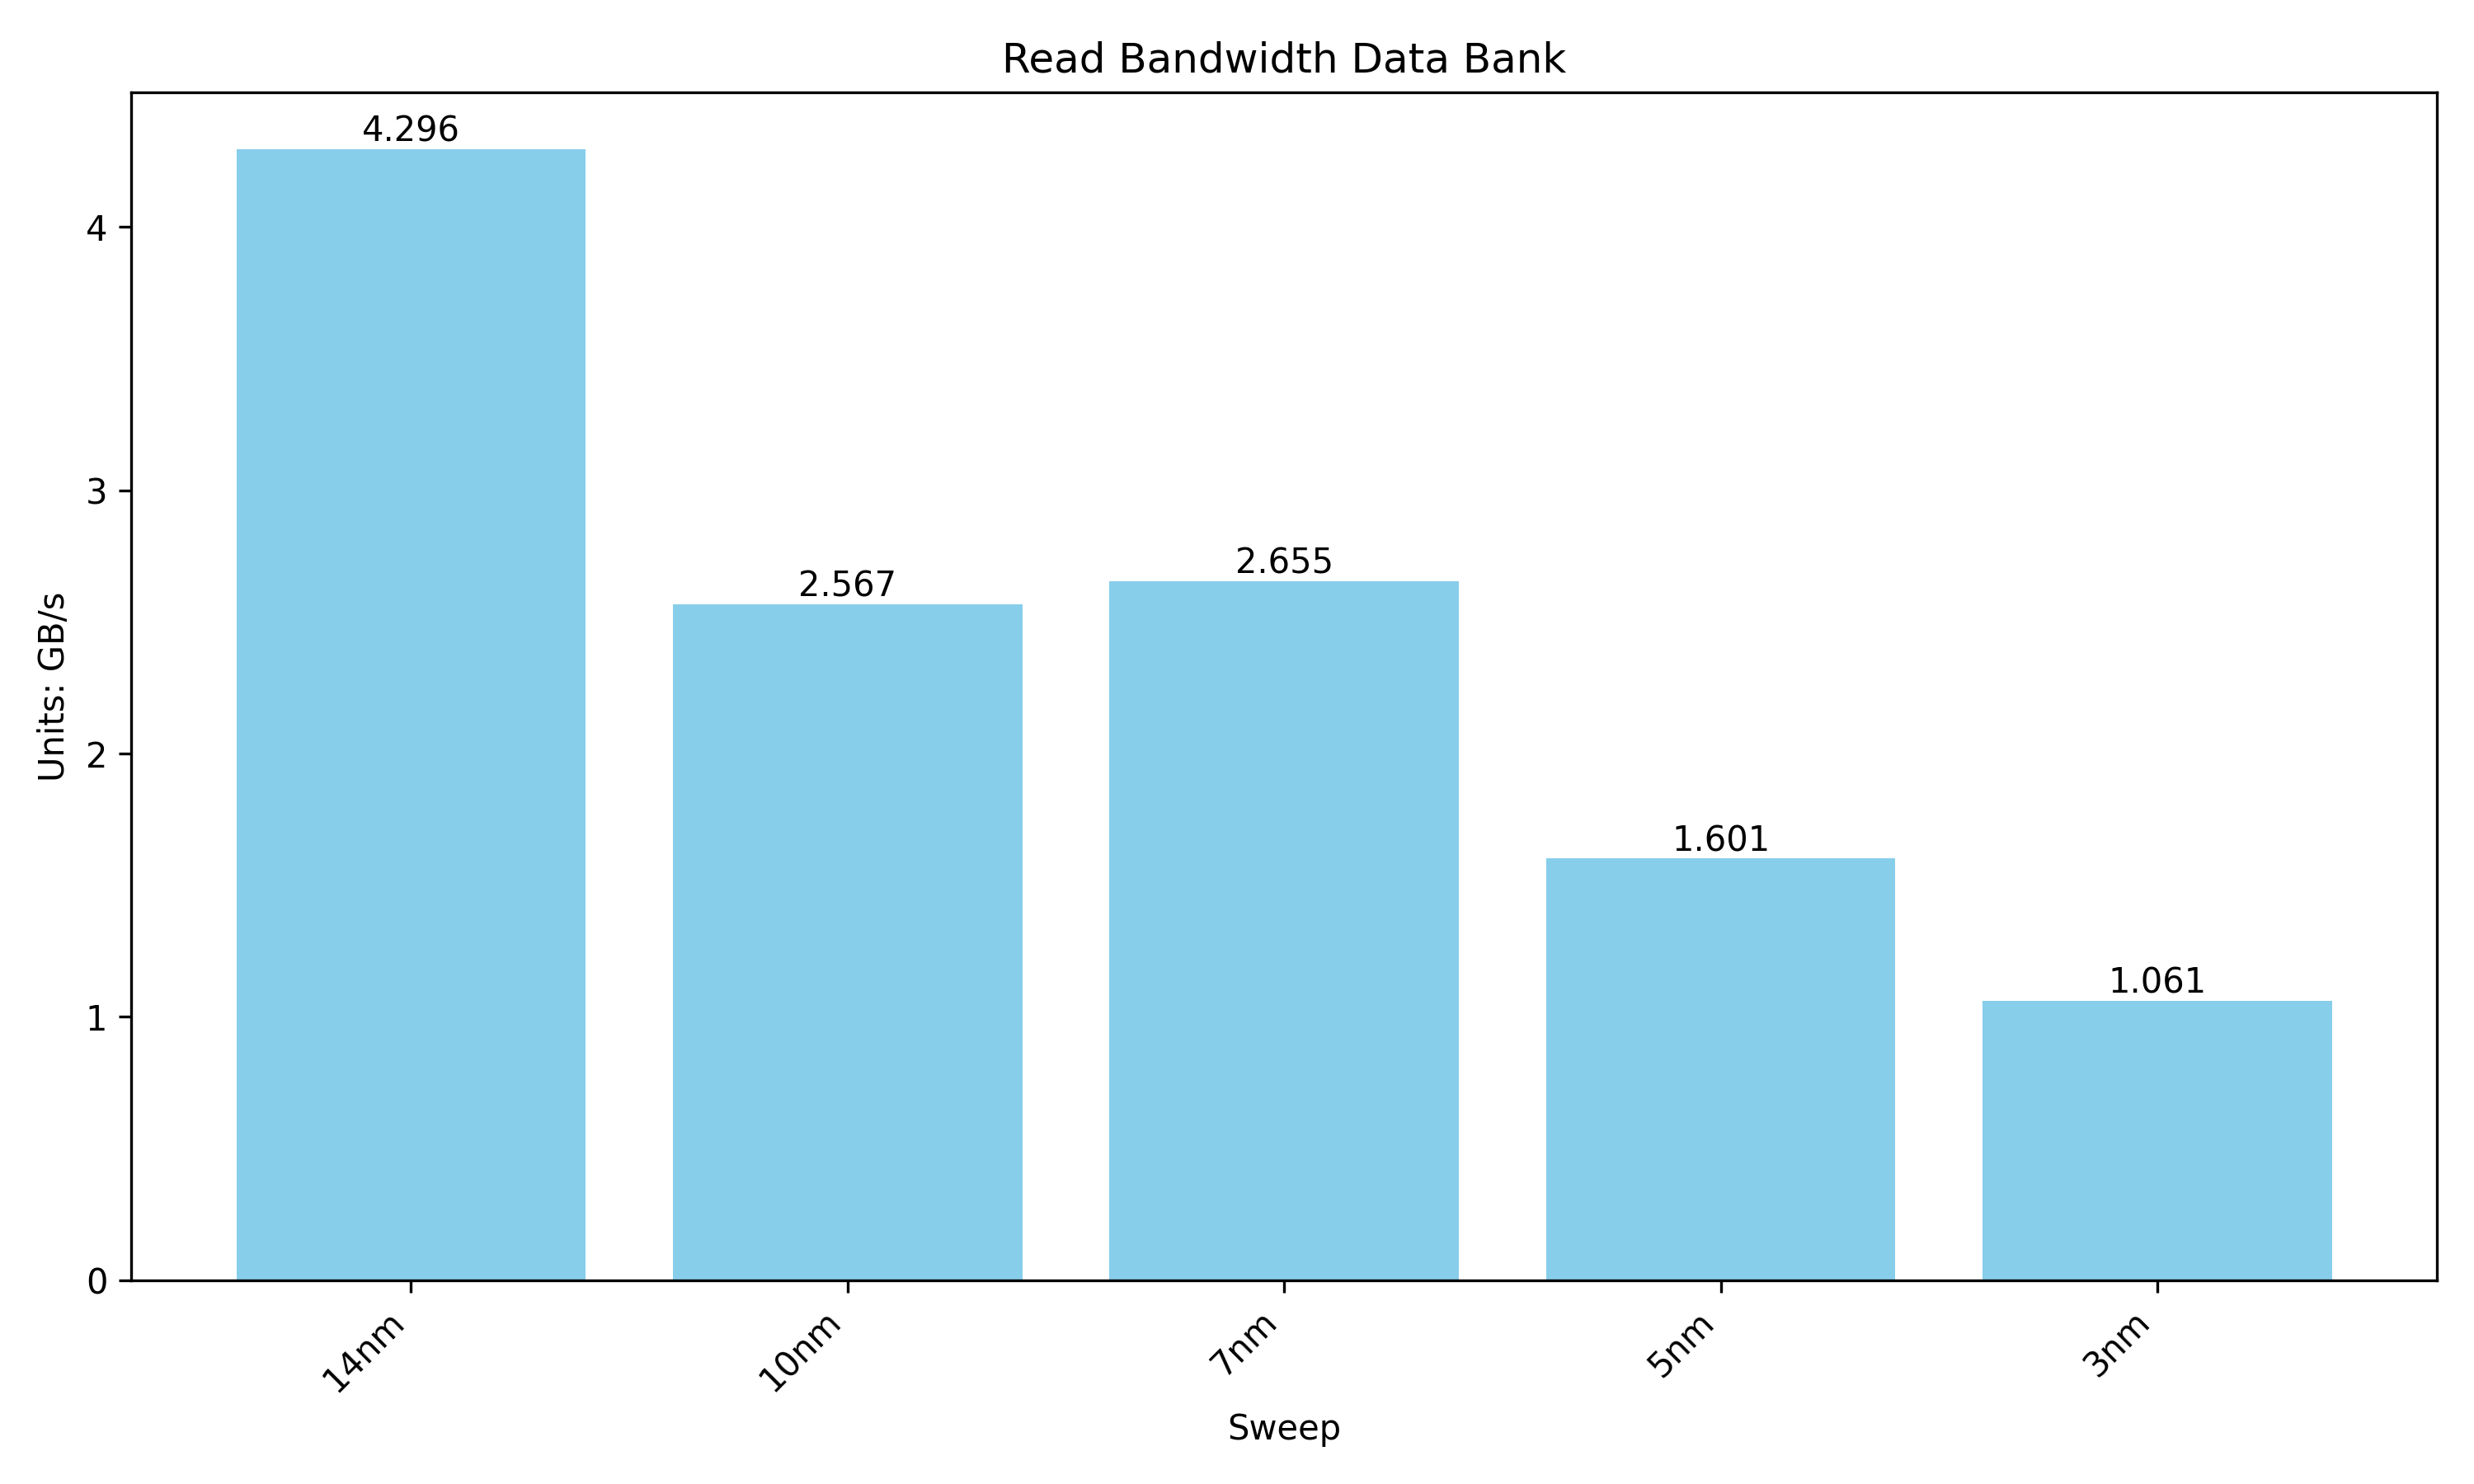 Read Bandwidth Data Bank
Units: GB/s
4
3
2
1
0
4.296
2.567
2.655
1.601
1.061
14nm
10nm
7nm
5nm
3nm
Sweep